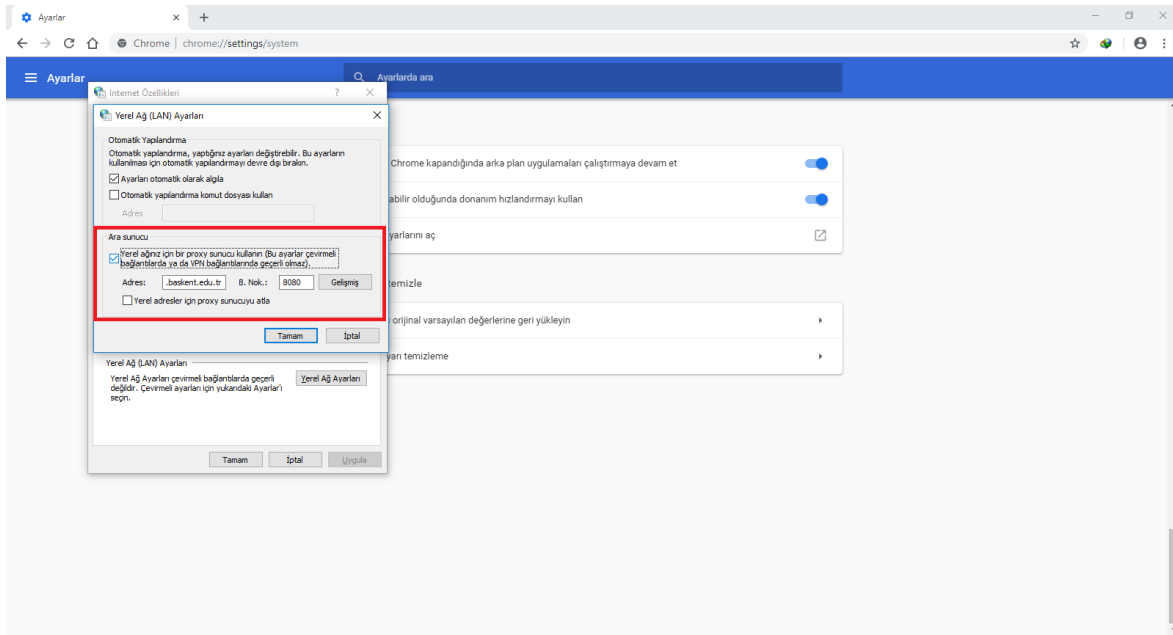 Ayarlar
Chrome | chrome://settings/system
Ayarlar
Ayarlarda ara
İnternet Özellikleri
Yerel Ağ (LAN) Ayarları
Otomatik Yapılandırma
Otomatik yapılandırma, yaptığınız ayarları değiştirebilir. Bu ayarların
kullanılması için otomatik yapılandırmayı devre dışı bırakın.
Ayarları otomatik olarak algıla
Otomatik yapılandırma komut dosyası kullan
Adres
Ara sunucu
Yerel ağınız için bir proxy sunucu kullanın (Bu ayarlar çevirmeli
bağlantılarda ya da VPN bağlantılarında geçerli olmaz).
Adres: .baskent.edu.tr B. Nok.: 8080 Gelişmiş
Yerel adresler için proxy sunucuyu atla
Tamam İptal
Yerel Ağ (LAN) Ayarları
Yerel Ağ Ayarları çevirmeli bağlantılarda geçerli
değildir. Çevirmeli ayarları için yukarıdaki Ayarlar'ı
seçin.
Yerel Ağ Ayarları
Tamam İptal Uygula
Chrome kapandığında arka plan uygulamaları çalıştırmaya devam et
abilir olduğunda donanım hızlandırmayı kullan
yarlarını aç
temizle
orijinal varsayılan değerlerine geri yükleyin
yarı temizleme